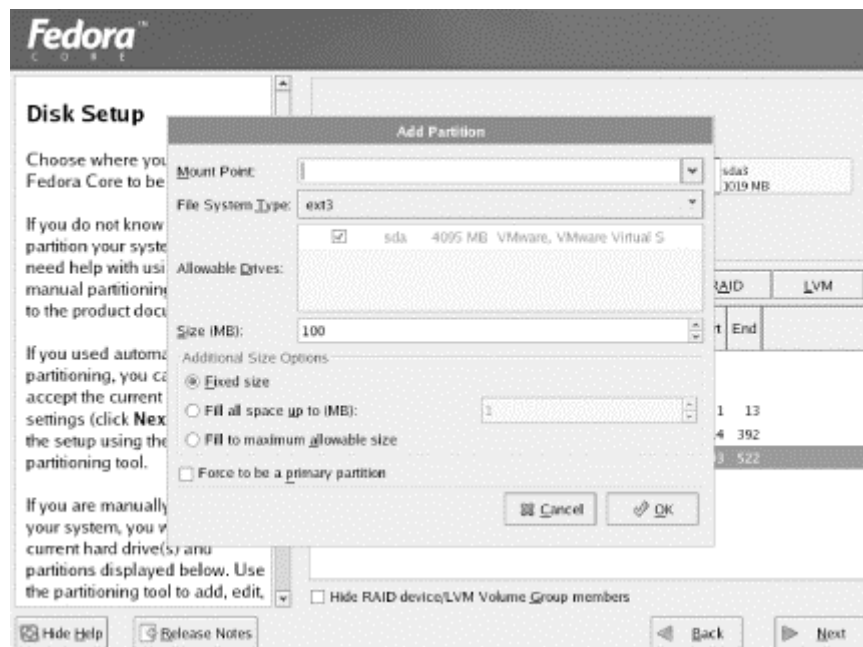 Fedora™
CORE
Disk Setup
Choose where you
Fedora Core to be
If you do not know
partition your syste
need help with usi
manual partitioning
to the product docu
If you used automa
partitioning, you ca
accept the current
settings (click Nex
the setup using the
partitioning tool.
If you are manually
your system, you w
current hard drive(s) and
partitions displayed below. Use
the partitioning tool to add, edit,
Add Partition
Mount Point:
File System Type: ext3
Allowable Drives:
sda 4095 MB VMware, VMware Virtual S
Size (MB): 100
Additional Size Options
Fixed size
Fill all space up to (MB): 1
Fill to maximum allowable size
Force to be a primary partition
Cancel OK
sda3
1019 MB
RAID LVM
t End
1 13
4 392
3 522
Hide RAID device/LVM Volume Group members
Hide Help Release Notes Back Next